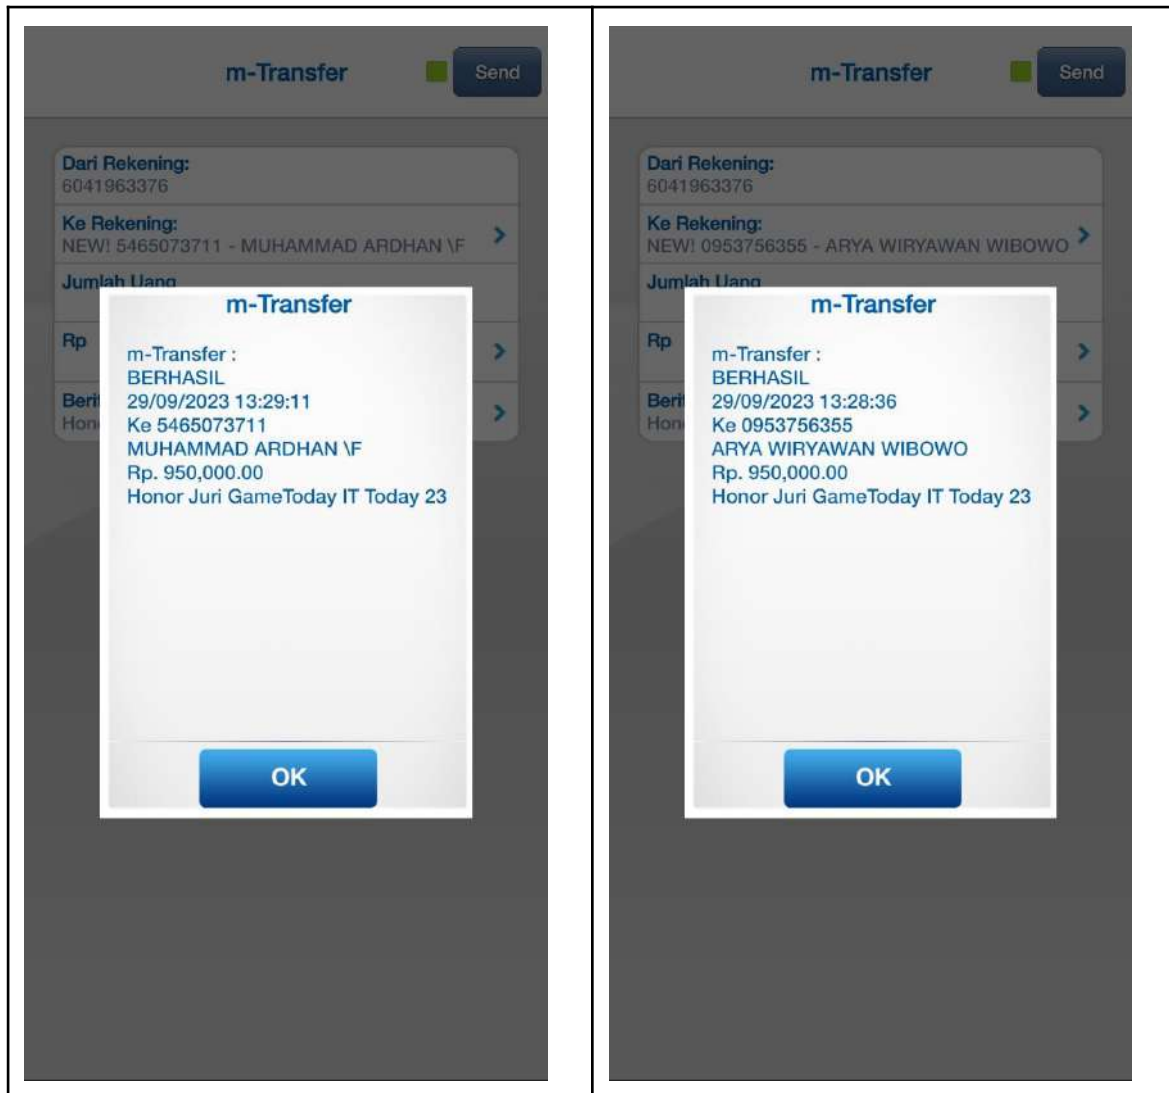 m-Transfer
Send
Dari Rekening:
6041963376
Ke Rekening:
NEW! 5465073711 - MUHAMMAD ARDHAN \F
Jumlah Uang
Rp
Beri
Hon
m-Transfer
m-Transfer :
BERHASIL
29/09/2023 13:29:11
Ke 5465073711
MUHAMMAD ARDHAN \F
Rp. 950,000.00
Honor Juri GameToday IT Today 23
OK
m-Transfer
Send
Dari Rekening:
6041963376
Ke Rekening:
NEW! 0953756355 - ARYA WIRYAWAN WIBOWO
Jumlah Uang
Rp
Beri
Hon
m-Transfer
m-Transfer :
BERHASIL
29/09/2023 13:28:36
Ke 0953756355
ARYA WIRYAWAN WIBOWO
Rp. 950,000.00
Honor Juri GameToday IT Today 23
OK